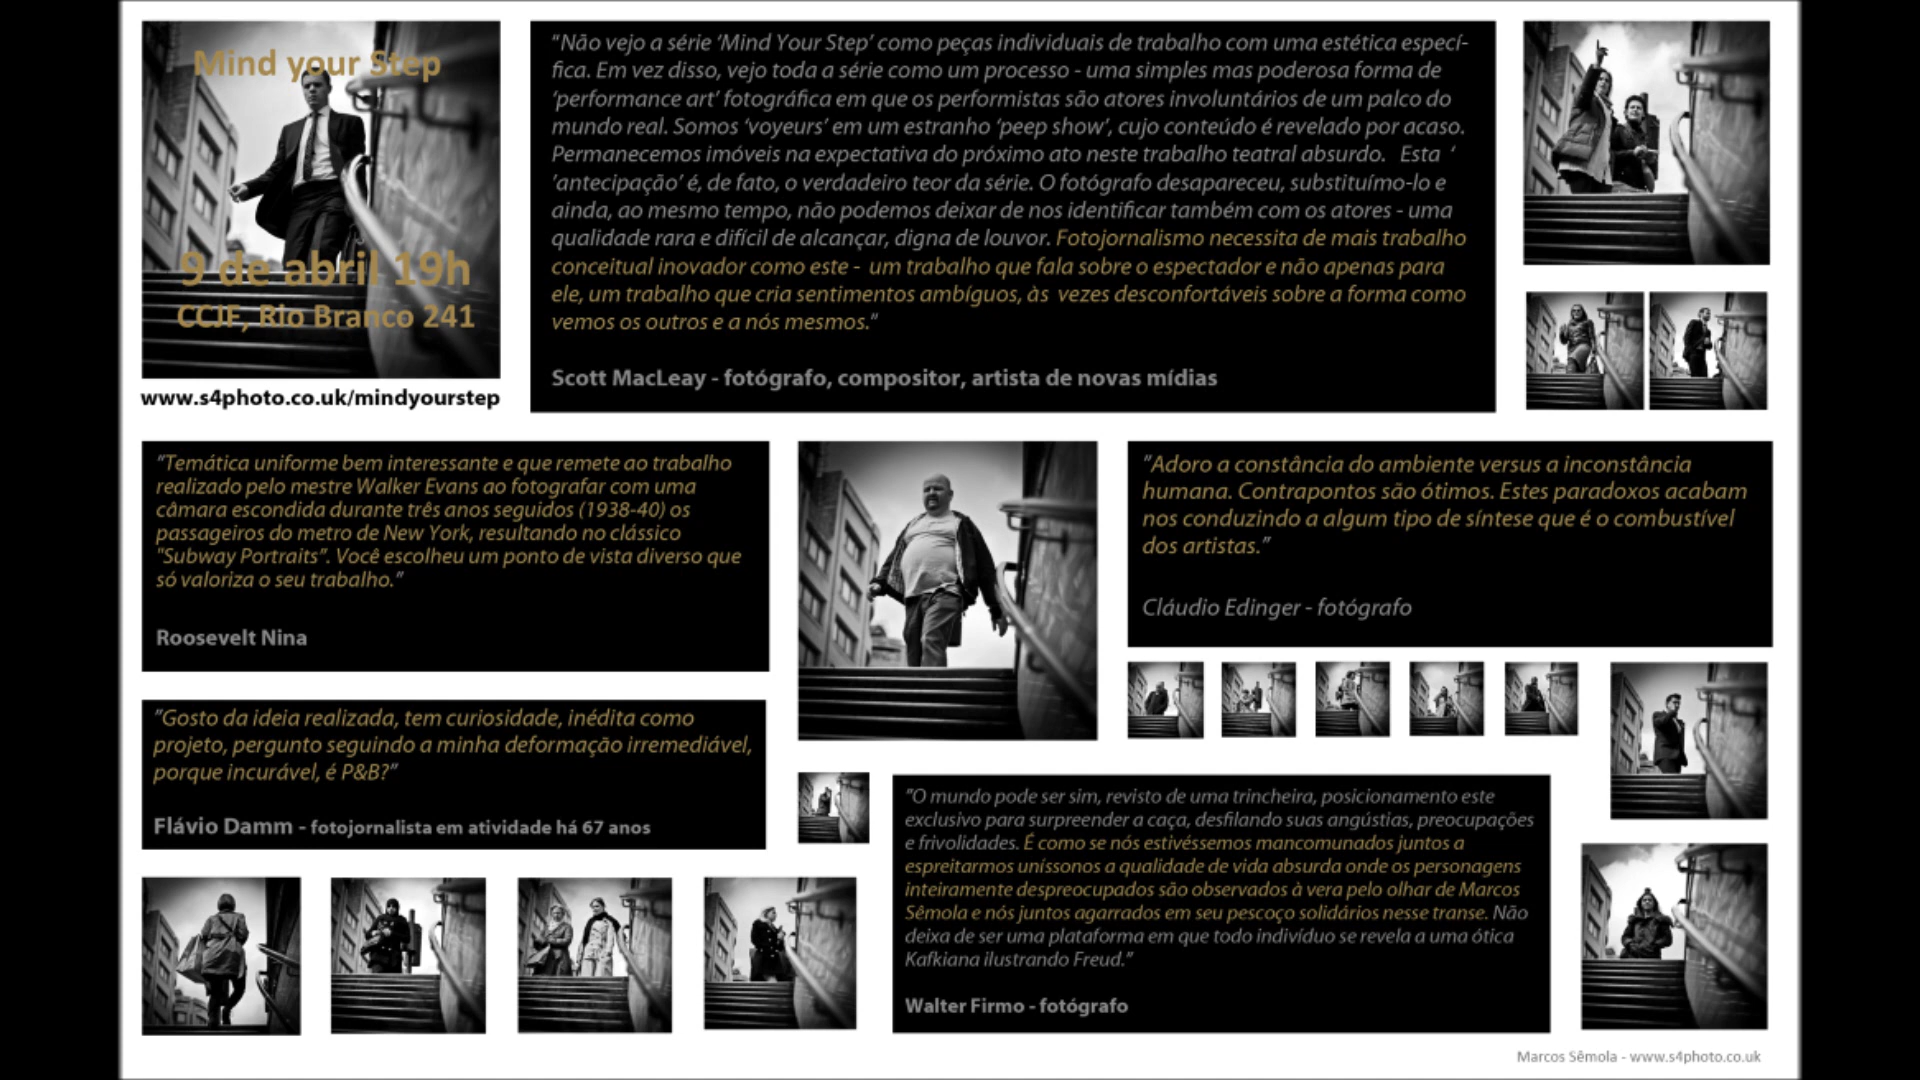 Mind your Step
9 de abril 19h
CCJF, Rio Branco 241
www.s4photo.co.uk/mindyourstep
“Não vejo a série ‘Mind Your Step’ como peças individuais de trabalho com uma estética especí-
fica. Em vez disso, vejo toda a série como um processo - uma simples mas poderosa forma de
‘performance art’ fotográfica em que os performistas são atores involuntários de um palco do
mundo real. Somos ‘voyeurs’ em um estranho ‘peep show’, cujo conteúdo é revelado por acaso.
Permanecemos imóveis na expectativa do próximo ato neste trabalho teatral absurdo. Esta ‘
‘antecipação’ é, de fato, o verdadeiro teor da série. O fotógrafo desapareceu, substituímo-lo e
ainda, ao mesmo tempo, não podemos deixar de nos identificar também com os atores - uma
qualidade rara e difícil de alcançar, digna de louvor. Fotojornalismo necessita de mais trabalho
conceitual inovador como este - um trabalho que fala sobre o espectador e não apenas para
ele, um trabalho que cria sentimentos ambíguos, às vezes desconfortáveis sobre a forma como
vemos os outros e a nós mesmos.“
Scott MacLeay - fotógrafo, compositor, artista de novas mídias
”Temática uniforme bem interessante e que remete ao trabalho
realizado pelo mestre Walker Evans ao fotografar com uma
câmara escondida durante três anos seguidos (1938-40) os
passageiros do metro de New York, resultando no clássico
"Subway Portraits”. Você escolheu um ponto de vista diverso que
só valoriza o seu trabalho.”
Roosevelt Nina
”Adoro a constância do ambiente versus a inconstância
humana. Contrapontos são ótimos. Estes paradoxos acabam
nos conduzindo a algum tipo de síntese que é o combustível
dos artistas.”
Cláudio Edinger - fotógrafo
”Gosto da ideia realizada, tem curiosidade, inédita como
projeto, pergunto seguindo a minha deformação irremediável,
porque incurável, é P&B?”
Flávio Damm - fotojornalista em atividade há 67 anos
”O mundo pode ser sim, revisto de uma trincheira, posicionamento este
exclusivo para surpreender a caça, desfilando suas angústias, preocupações
e frivolidades. É como se nós estivéssemos mancomunados juntos a
espreitarmos uníssonos a qualidade de vida absurda onde os personagens
inteiramente despreocupados são observados à vera pelo olhar de Marcos
Sêmola e nós juntos agarrados em seu pescoço solidários nesse transe. Não
deixa de ser uma plataforma em que todo indivíduo se revela a uma ótica
Kafkiana ilustrando Freud.”
Walter Firmo - fotógrafo
Marcos Sêmola - www.s4photo.co.uk